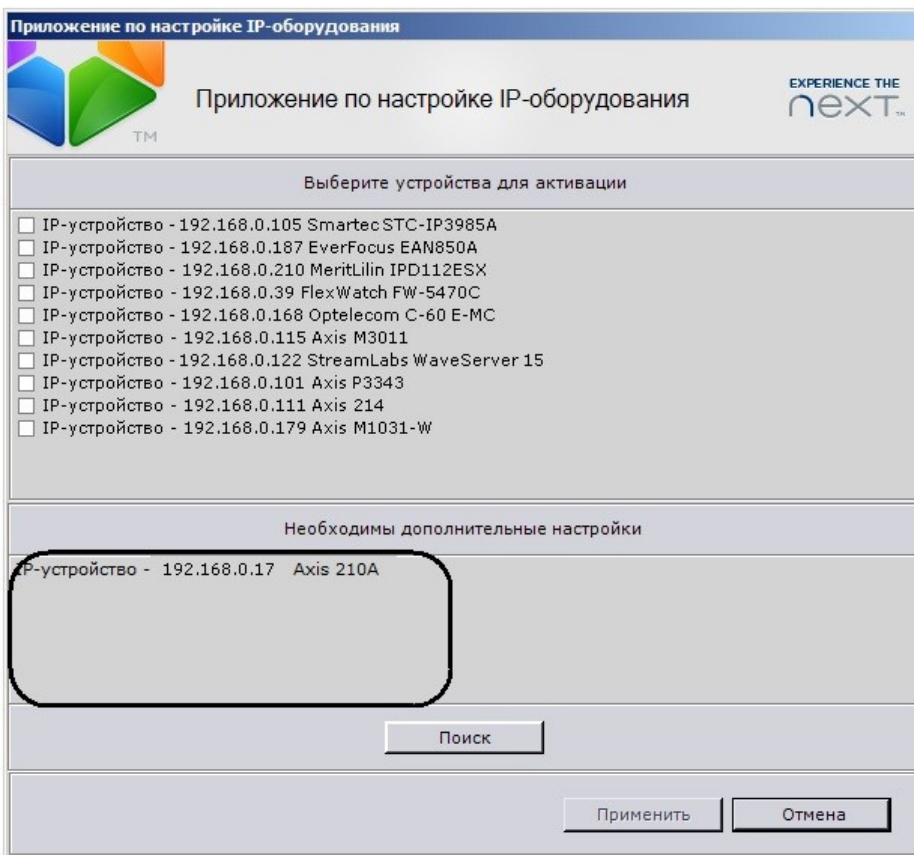 Приложение по настройке IP-оборудования
Приложение по настройке IP-оборудования
EXPERIENCE THE
next™
TM
Выберите устройства для активации
IP-устройство - 192.168.0.105 Smartec STC-IP3985A
IP-устройство - 192.168.0.187 EverFocus EAN850A
IP-устройство - 192.168.0.210 MeritLilin IPD112ESX
IP-устройство - 192.168.0.39 FlexWatch FW-5470C
IP-устройство - 192.168.0.168 Optelecom C-60 E-MC
IP-устройство - 192.168.0.115 Axis M3011
IP-устройство - 192.168.0.122 StreamLabs WaveServer 15
IP-устройство - 192.168.0.101 Axis P3343
IP-устройство - 192.168.0.111 Axis 214
IP-устройство - 192.168.0.179 Axis M1031-W
Необходимы дополнительные настройки
IP-устройство - 192.168.0.17 Axis 210A
Поиск
Применить Отмена